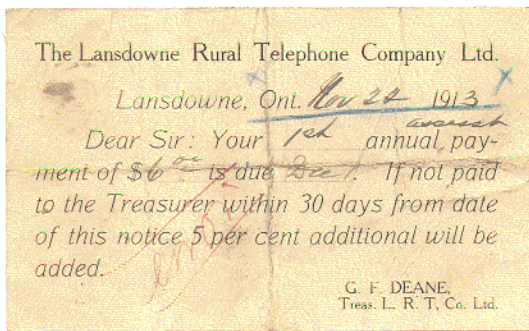 The Lansdowne Rural Telephone Company Ltd.
Lansdowne, Ont. Nov 22 1913
assesst
Dear Sir: Your 1st annual pay-
ment of $6 00 is due Dec 1. If not paid
to the Treasurer within 30 days from date
of this notice 5 per cent additional will be
added.
G. F. DEANE,
Treas. L. R. T, Co. Ltd.